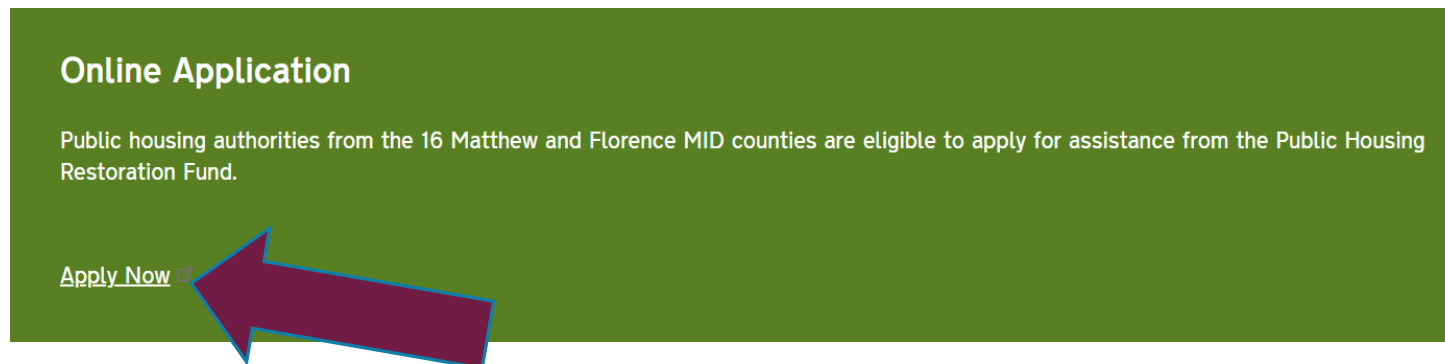 Online Application
Public housing authorities from the 16 Matthew and Florence MID counties are eligible to apply for assistance from the Public Housing
Restoration Fund.
Apply Now